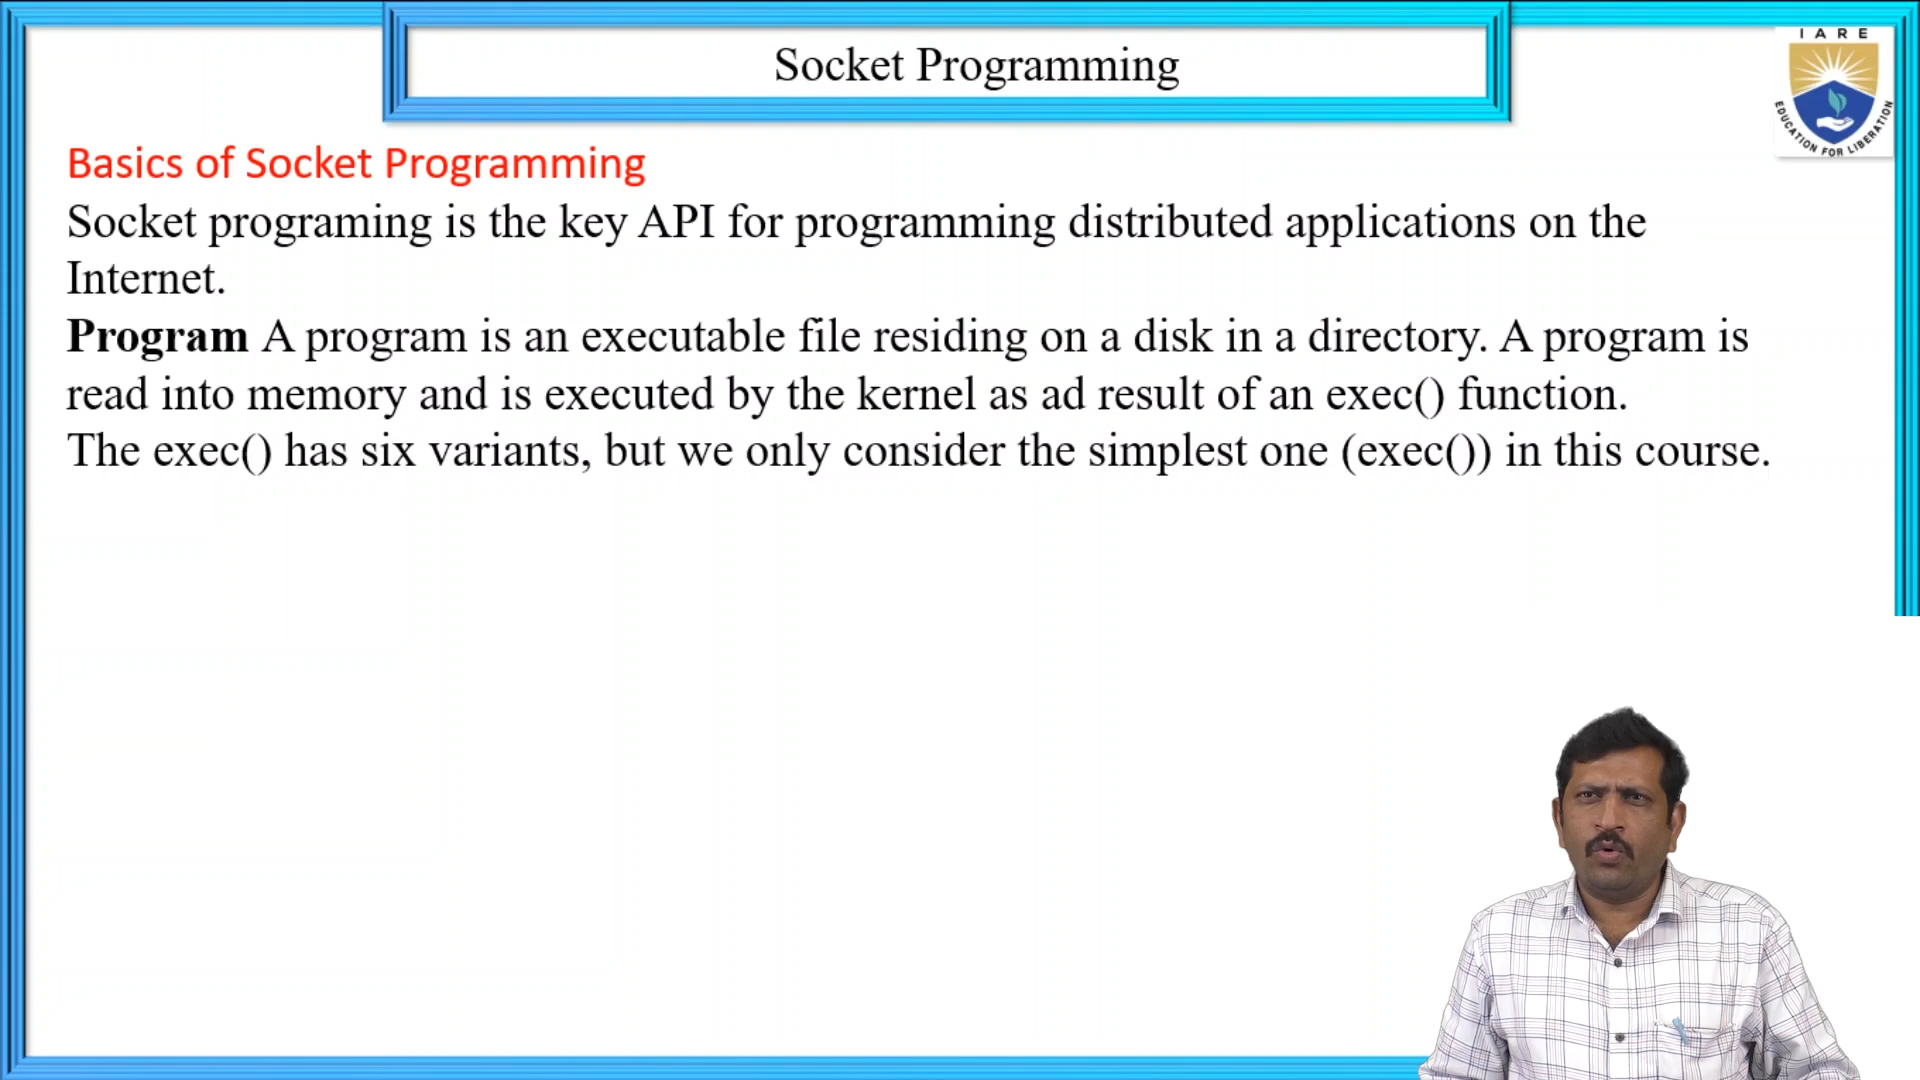 Socket Programming
I A R E
EDUCATION FOR LIBERATION
Basics of Socket Programming
Socket programing is the key API for programming distributed applications on the
Internet.
Program A program is an executable file residing on a disk in a directory. A program is
read into memory and is executed by the kernel as ad result of an exec() function.
The exec() has six variants, but we only consider the simplest one (exec()) in this course.